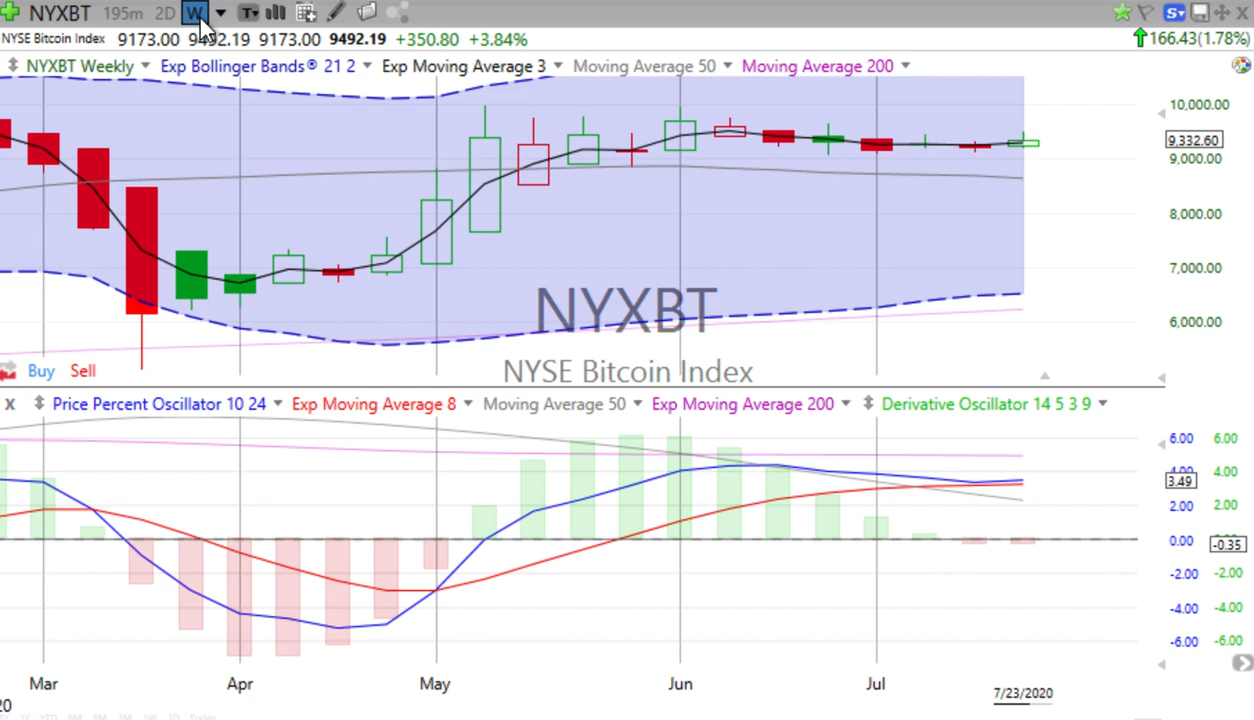 NYXBT 195m 2D W T S
NYSE Bitcoin Index 9173.00 9492.19 9173.00 9492.19 +350.80 +3.84% 166.43(1.78%)
NYXBT Weekly Exp Bollinger Bands® 21 2 Exp Moving Average 3 Moving Average 50 Moving Average 200
10,000.00
9,332.60
9,000.00
8,000.00
7,000.00
6,000.00
NYXBT
NYSE Bitcoin Index
Buy Sell
X Price Percent Oscillator 10 24 Exp Moving Average 8 Moving Average 50 Exp Moving Average 200 Derivative Oscillator 14 5 3 9
6.00 6.00
4.00 4.00
3.49
2.00 2.00
0.00
-0.35
-2.00 -2.00
-4.00 -4.00
-6.00 -6.00
Mar Apr May Jun Jul
7/23/2020
20
Today